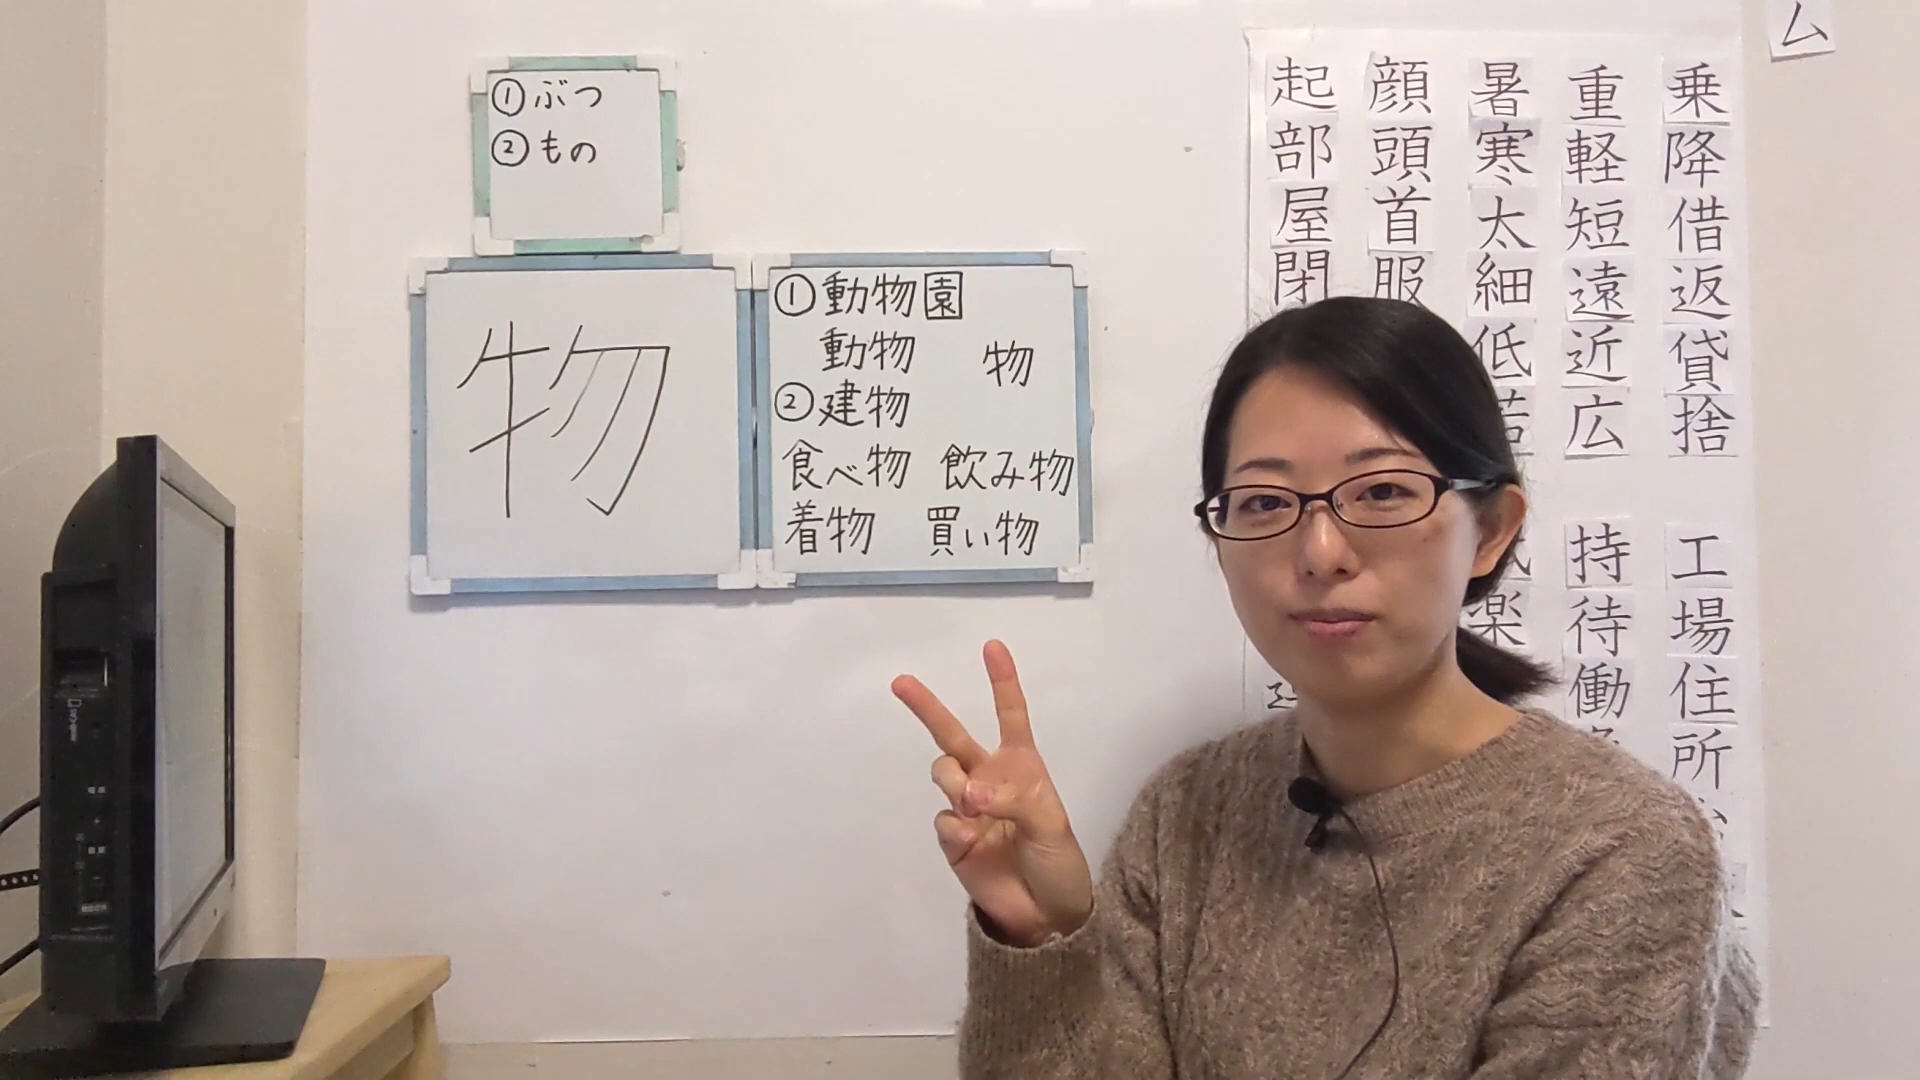 ①ぶつ
②もの
物
①動物園
動物 物
②建物
食べ物 飲み物
着物 買い物
ム
乗降借返貸捨
工場住所
重軽短遠近広
持待働
暑寒太細低
楽
顔頭首服
起部屋閉